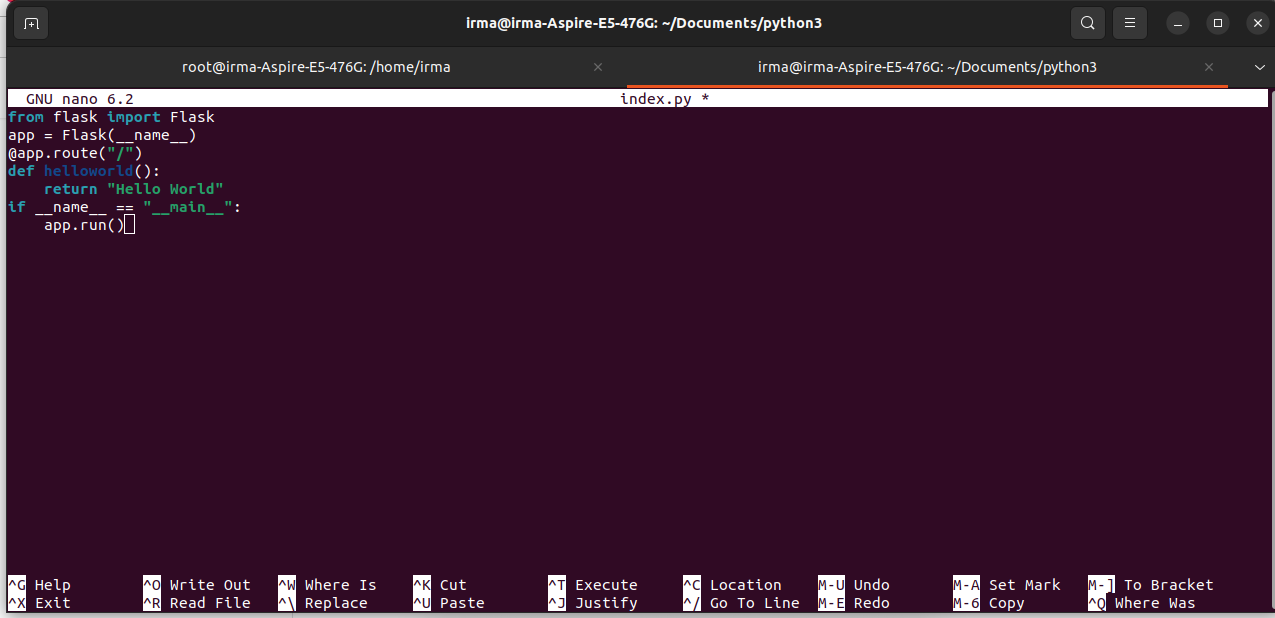 irma@irma-Aspire-E5-476G: ~/Documents/python3
root@irma-Aspire-E5-476G: /home/irma irma@irma-Aspire-E5-476G: ~/Documents/python3
GNU nano 6.2 index.py *
from flask import Flask
app = Flask(__name__)
@app.route("/")
def helloworld():
    return "Hello World"
if __name__ == "__main__":
    app.run()
^G Help ^O Write Out ^W Where Is ^K Cut ^T Execute ^C Location M-U Undo M-A Set Mark M-] To Bracket
^X Exit ^R Read File ^\ Replace ^U Paste ^J Justify ^/ Go To Line M-E Redo M-6 Copy ^Q Where Was